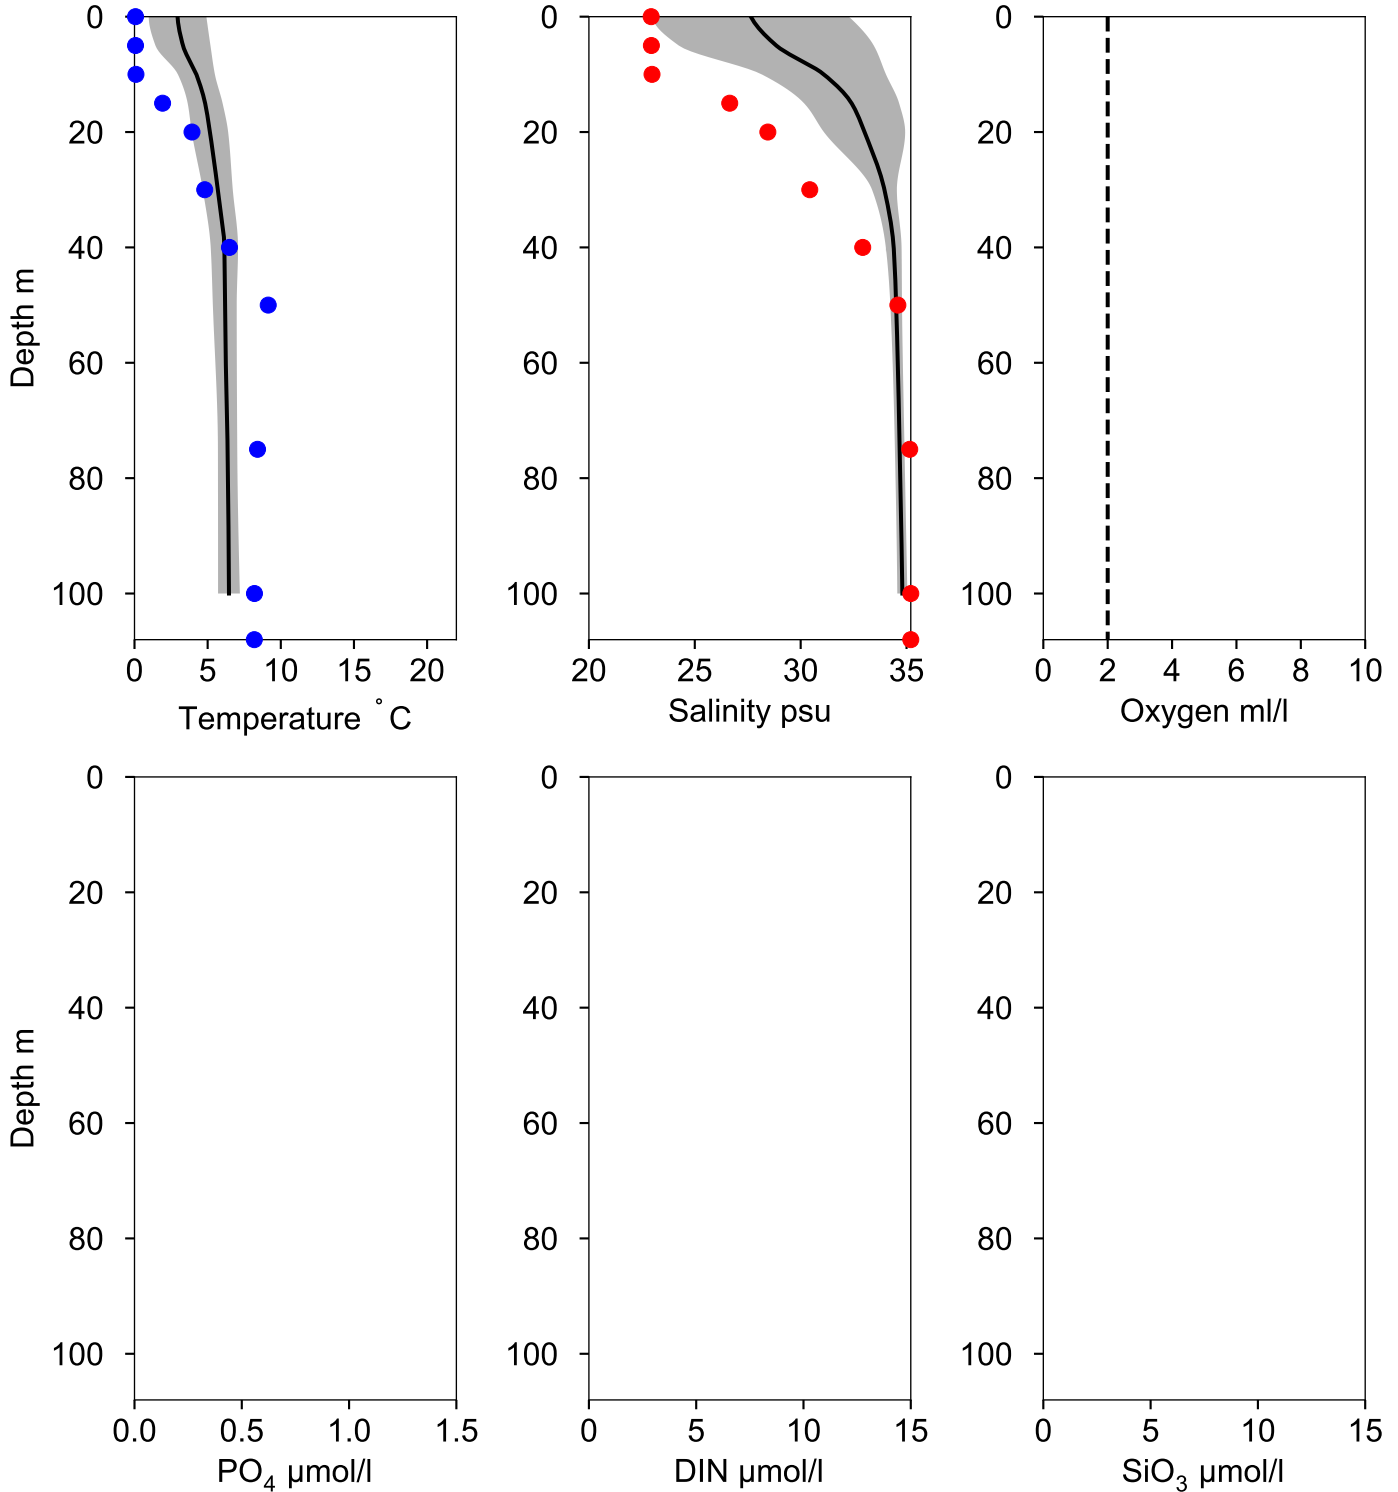 0
20
40
60
80
100
Depth m
0 5 10 15 20
Temperature °C
0
20
40
60
80
100
20 25 30 35
Salinity psu
0
20
40
60
80
100
0 2 4 6 8 10
Oxygen ml/l
0
20
40
60
80
100
Depth m
0.0 0.5 1.0 1.5
PO₄ µmol/l
0
20
40
60
80
100
0 5 10 15
DIN µmol/l
0
20
40
60
80
100
0 5 10 15
SiO₃ µmol/l